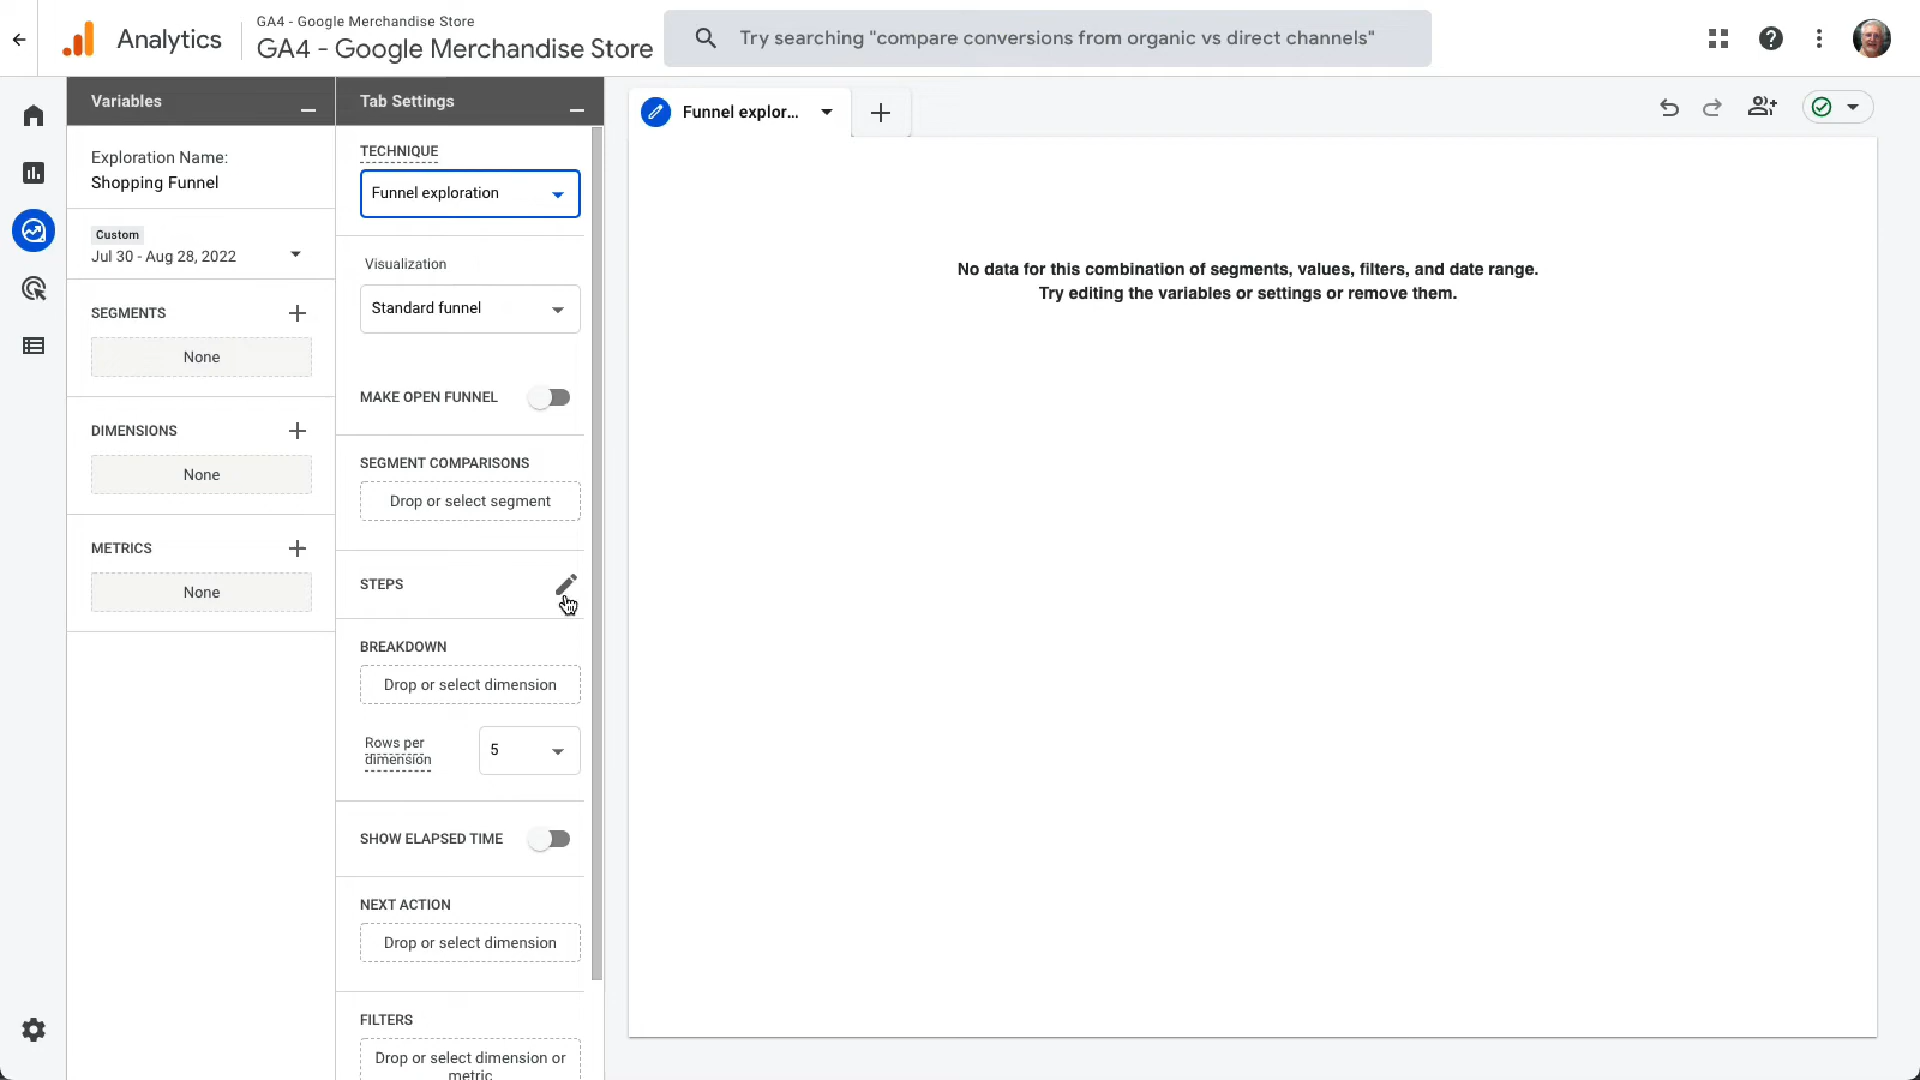 Analytics
GA4 - Google Merchandise Store
GA4 - Google Merchandise Store
Try searching "compare conversions from organic vs direct channels"
Variables
Exploration Name:
Shopping Funnel
Custom
Jul 30 - Aug 28, 2022
SEGMENTS
None
DIMENSIONS
None
METRICS
None
Tab Settings
TECHNIQUE
Funnel exploration
Visualization
Standard funnel
MAKE OPEN FUNNEL
SEGMENT COMPARISONS
Drop or select segment
STEPS
BREAKDOWN
Drop or select dimension
Rows per
dimension
5
SHOW ELAPSED TIME
NEXT ACTION
Drop or select dimension
FILTERS
Drop or select dimension or
metric
Funnel explor...
No data for this combination of segments, values, filters, and date range.
Try editing the variables or settings or remove them.